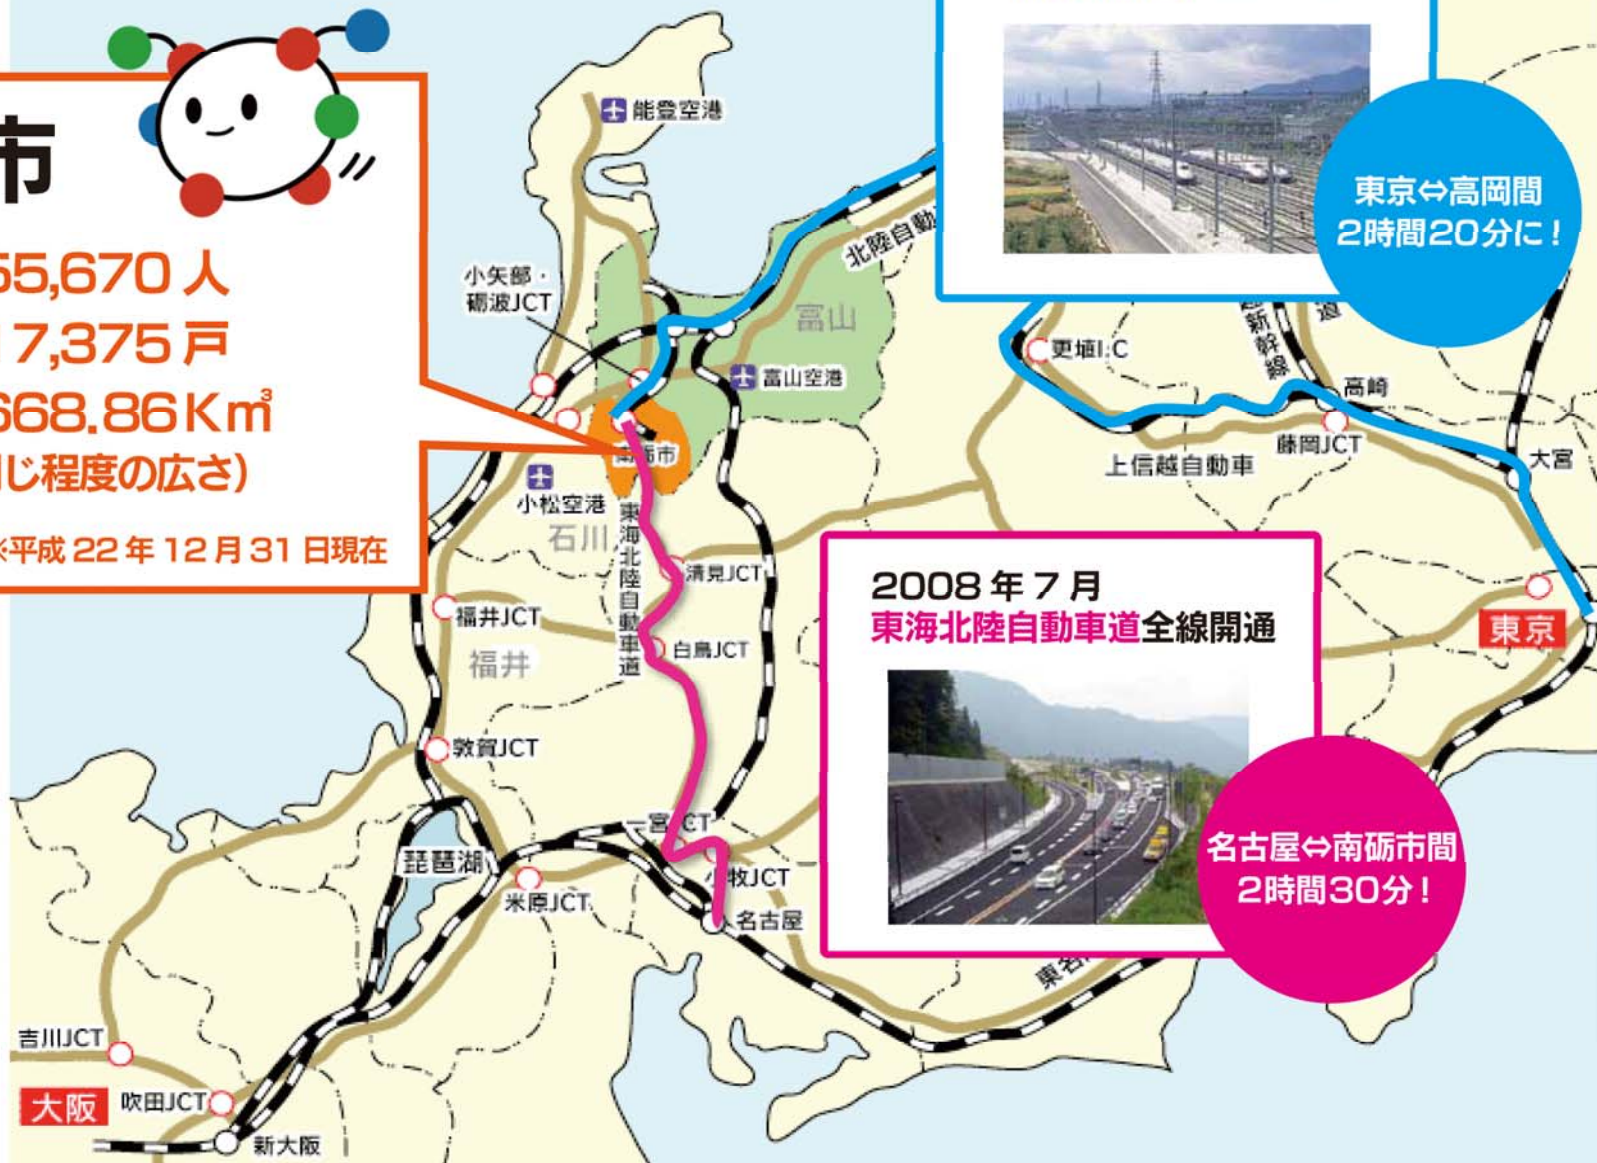 市
55,670 人
17,375 戸
668.86Km³
同じ程度の広さ）
※平成 22 年 12 月 31 日現在
能登空港
東京⇔高岡間
2時間20分に！
小矢部・
砺波JCT
北陸自動
富山
富山空港
更埴I.C
越新幹線
道
高崎
藤岡JCT
上信越自動車
大宮
南砺市
小松空港
石川
東海北陸自動車道
清見JCT
福井JCT
白鳥JCT
福井
2008 年 7 月
東海北陸自動車道全線開通
東京
敦賀JCT
一宮JCT
琵琶湖
小牧JCT
米原JCT
名古屋
名古屋⇔南砺市間
2時間30分！
東名
吉川JCT
大阪
吹田JCT
新大阪